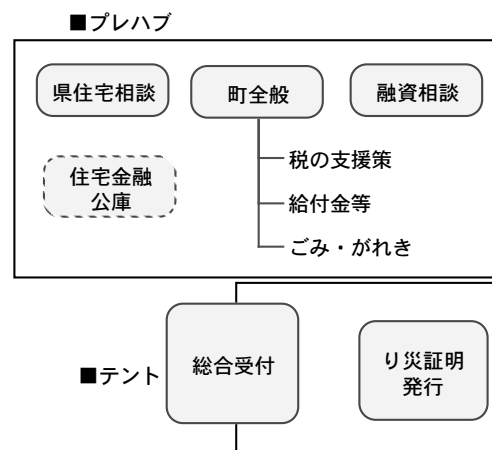 ■プレハブ
県住宅相談
町全般
融資相談
住宅金融
公庫
税の支援策
給付金等
ごみ・がれき
■テント
総合受付
り災証明
発行